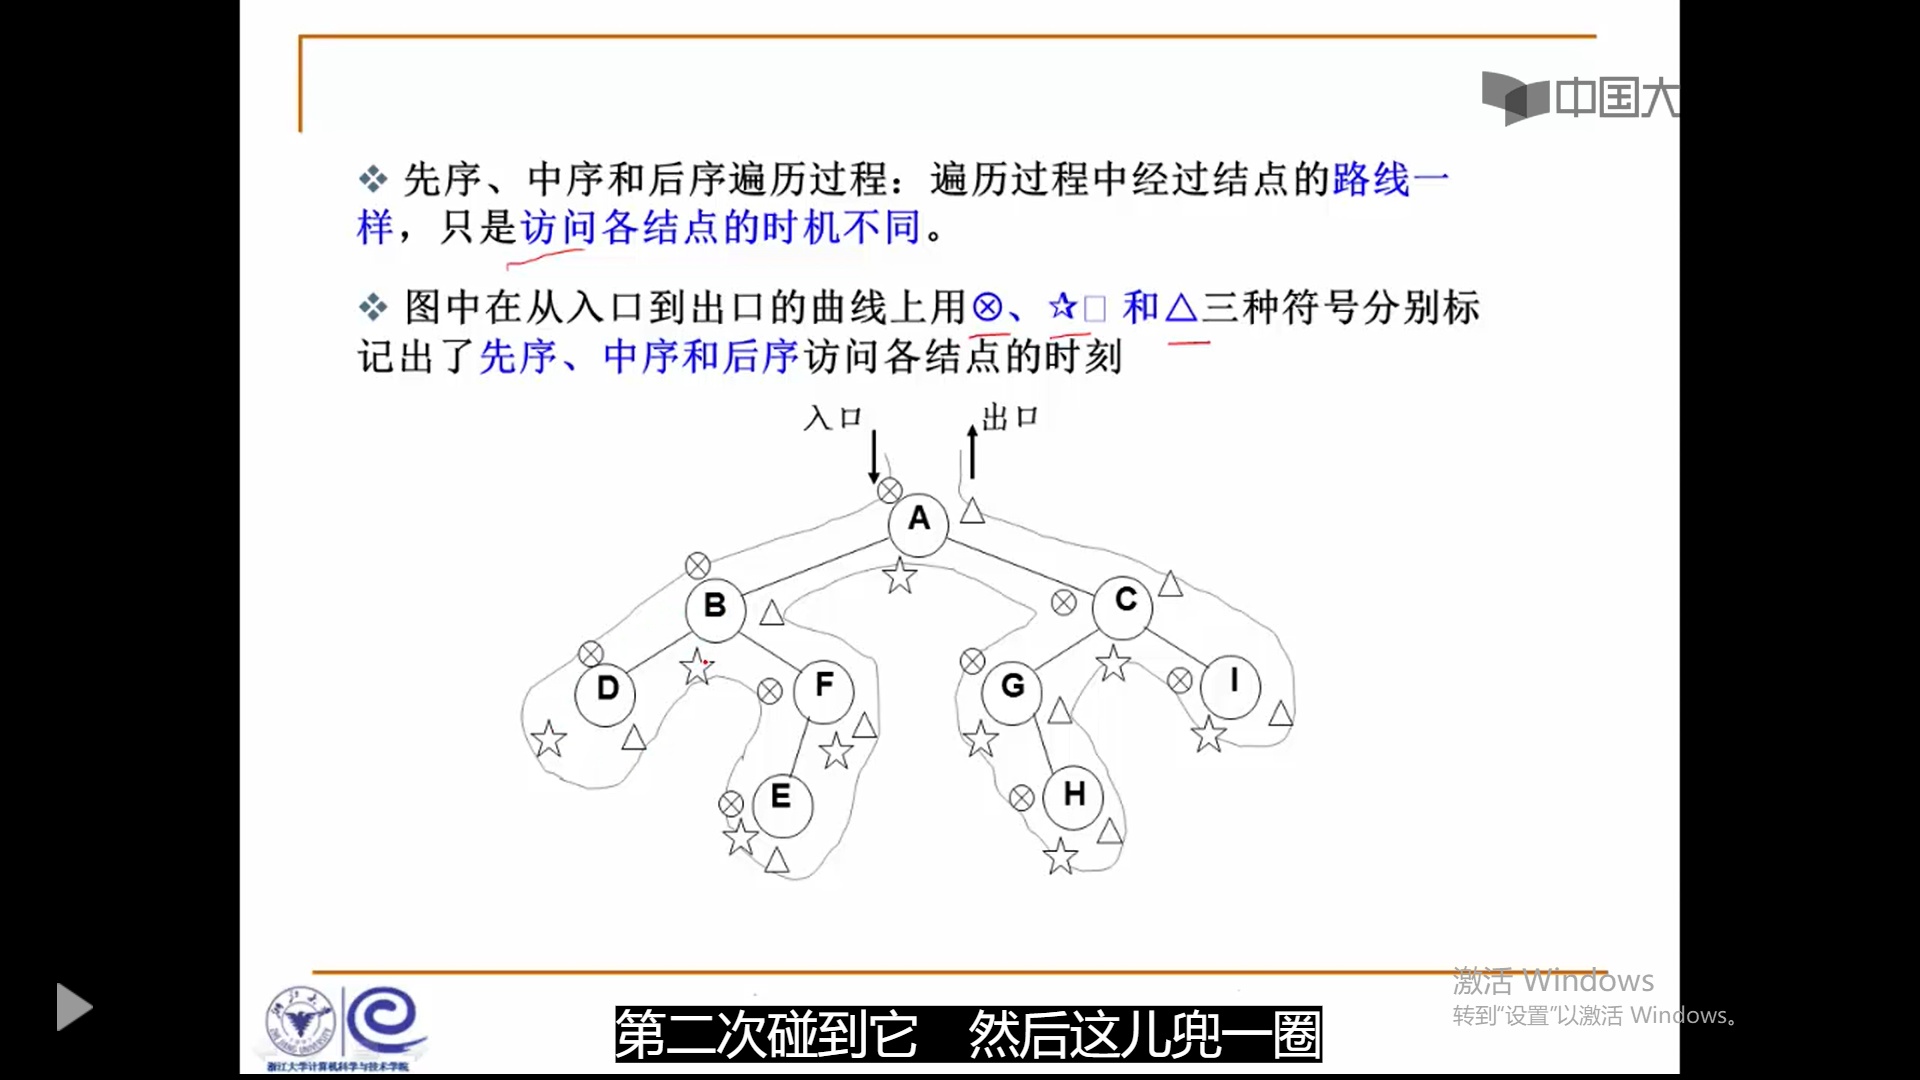 中国大
❖ 先序、中序和后序遍历过程：遍历过程中经过结点的路线一
样，只是访问各结点的时机不同。
❖ 图中在从入口到出口的曲线上用⊗、☆□ 和△三种符号分别标
记出了先序、中序和后序访问各结点的时刻
入口 出口
A
B C
D F G I
E H
激活 Windows
转到“设置”以激活 Windows。
第二次碰到它 然后这儿兜一圈
浙江大学计算机科学与技术学院